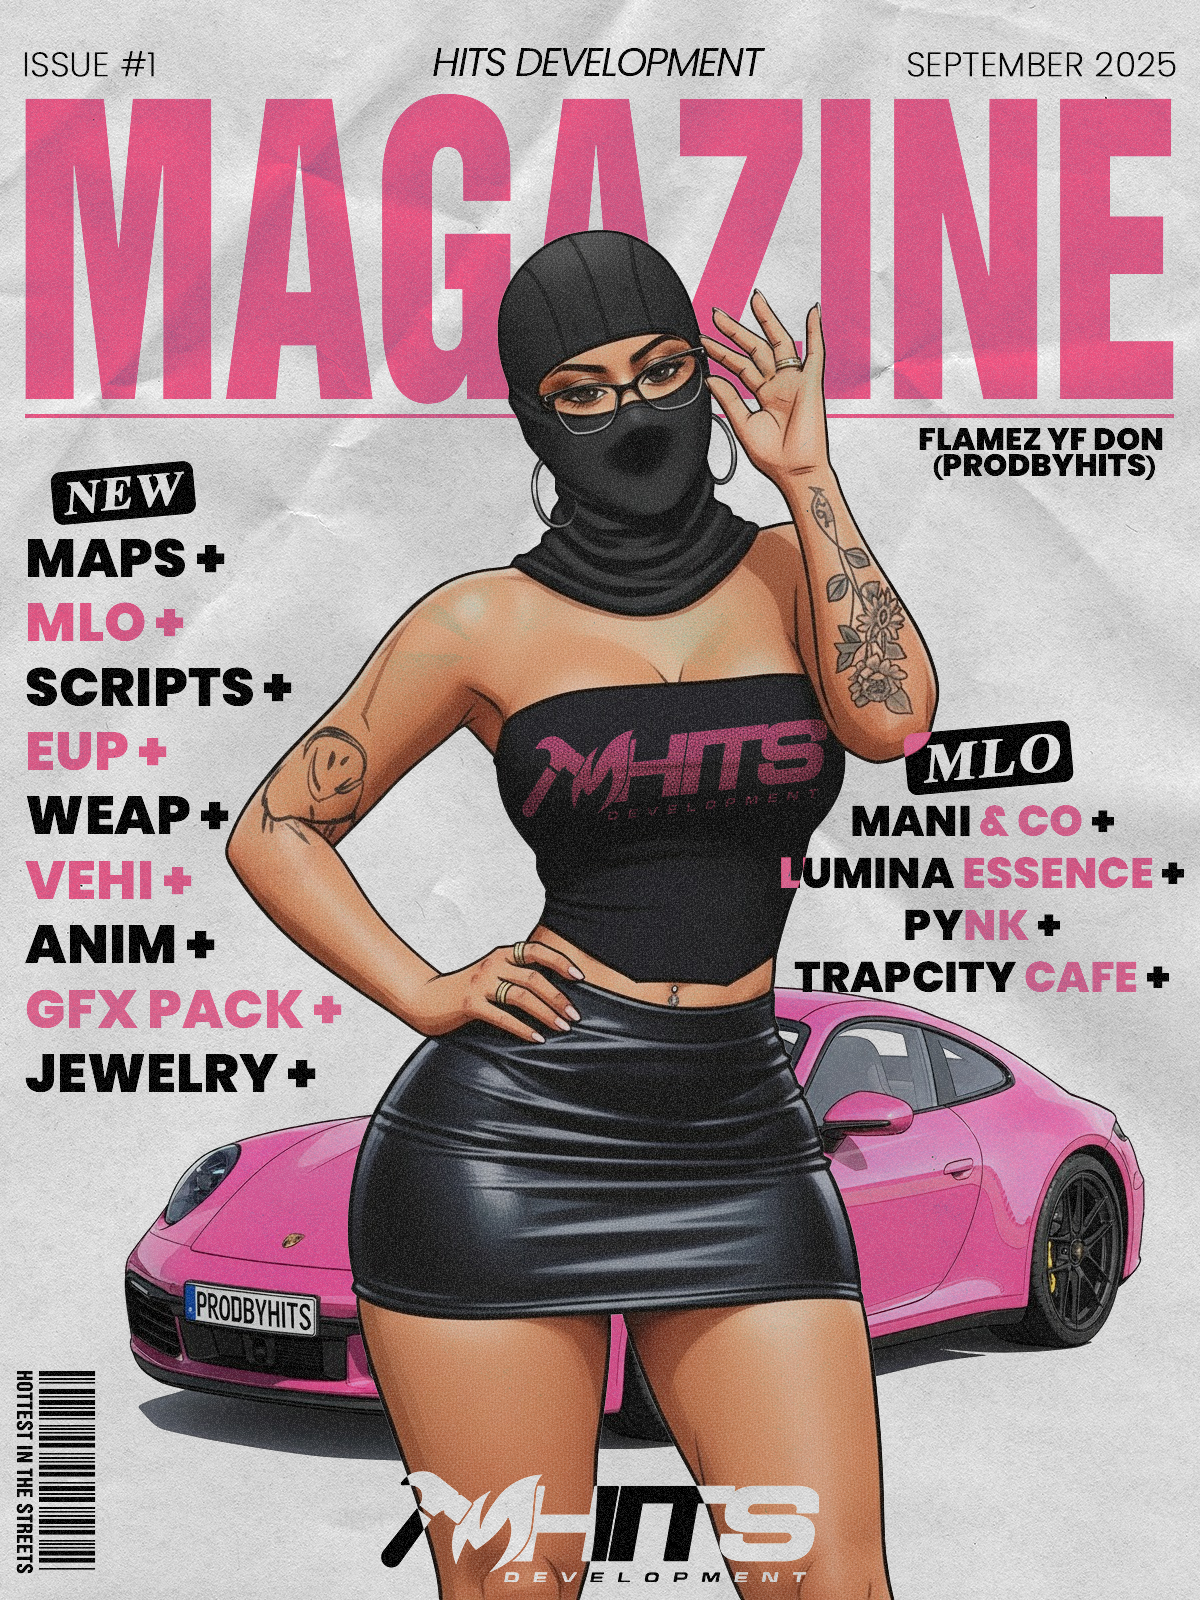 ISSUE #1
HITS DEVELOPMENT
SEPTEMBER 2025
MAGAZINE
FLAMEZ YF DON
(PRODBYHITS)
NEW
MAPS +
MLO +
SCRIPTS +
EUP +
WEAP +
VEHI +
ANIM +
GFX PACK +
JEWELRY +
HITS
DEVELOPMENT
MLO
MANI & CO +
LUMINA ESSENCE +
PYNK +
TRAPCITY CAFE +
PRODBYHITS
HOTTEST IN THE STREETS
HITS
DEVELOPMENT